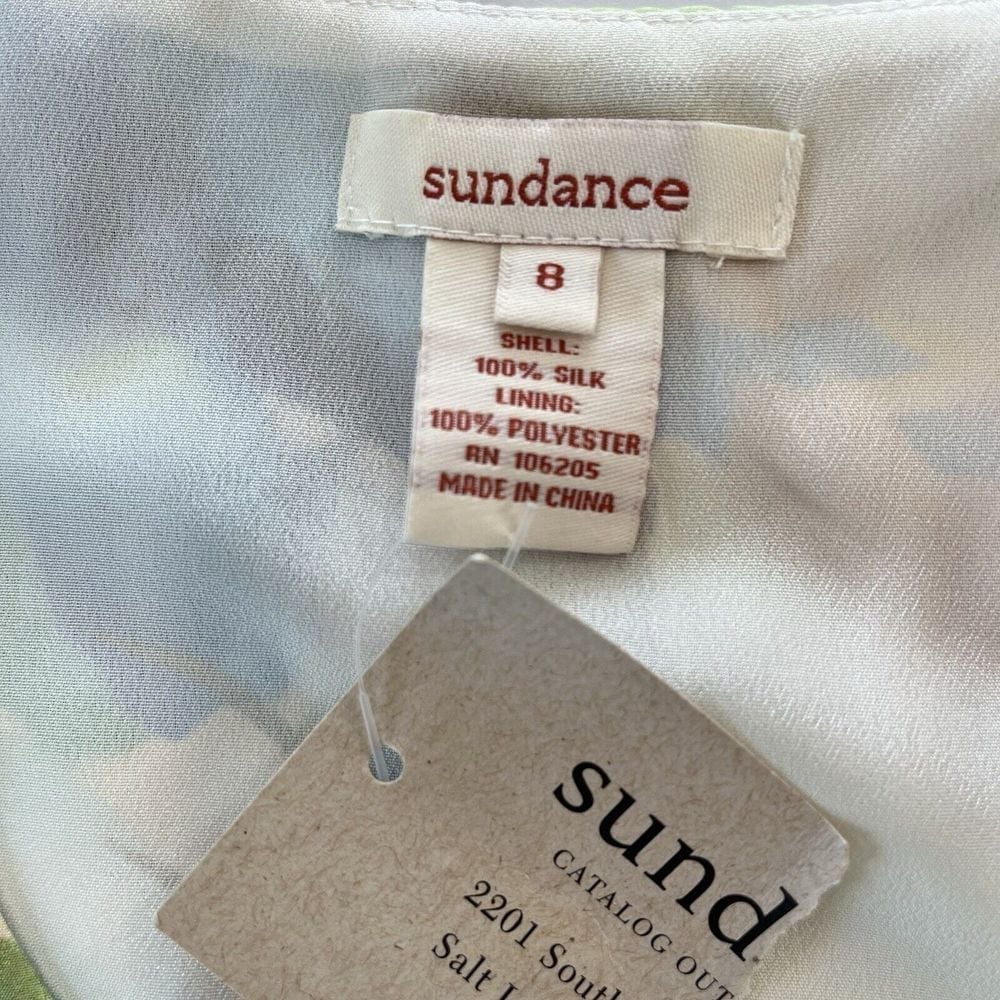 sundance
8
SHELL:
100% SILK
LINING:
100% POLYESTER
RN 106205
MADE IN CHINA
sund
CATALOG OUT
2201 South
Salt L